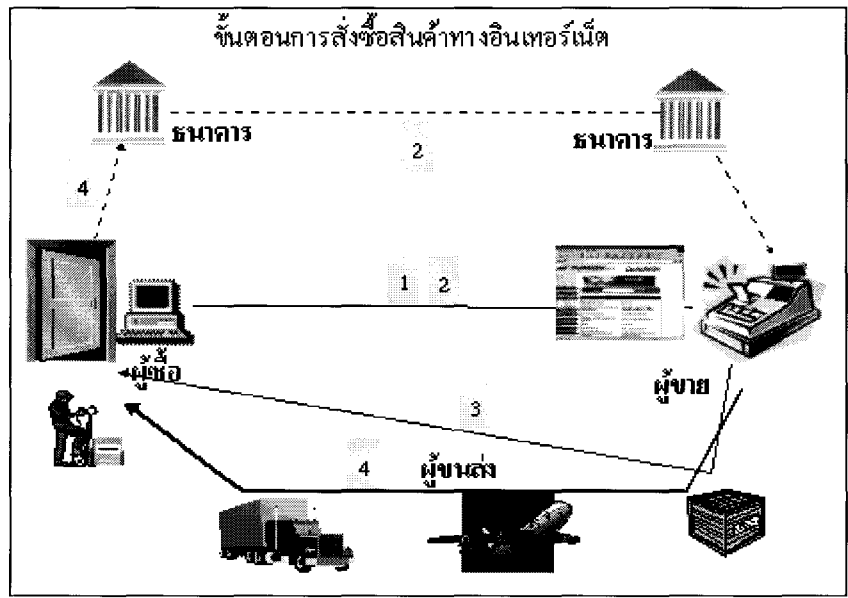 ขั้นตอนการสั่งซื้อสินค้าทางอินเทอร์เน็ต
ธนาคาร
ธนาคาร
2
4
1 2
ผู้ซื้อ
ผู้ขาย
3
4
ผู้ขนส่ง